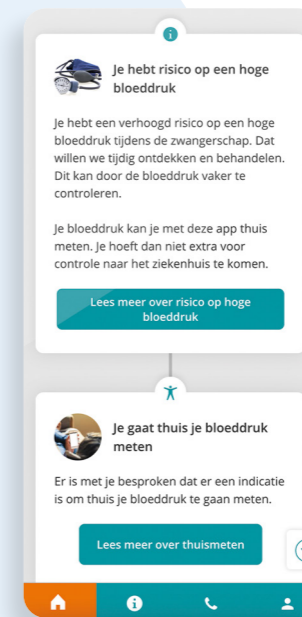 Je hebt risico op een hoge
bloeddruk
Je hebt een verhoogd risico op een hoge
bloeddruk tijdens de zwangerschap. Dat
willen we tijdig ontdekken en behandelen.
Dit kan door de bloeddruk vaker te
controleren.
Je bloeddruk kan je met deze app thuis
meten. Je hoeft dan niet extra voor
controle naar het ziekenhuis te komen.
Lees meer over risico op hoge
bloeddruk
Je gaat thuis je bloeddruk
meten
Er is met je besproken dat er een indicatie
is om thuis je bloeddruk te gaan meten.
Lees meer over thuismeten